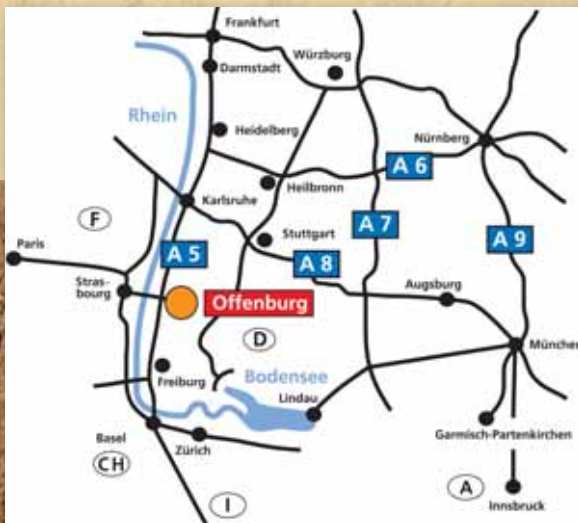 Frankfurt
Würzburg
Darmstadt
Rhein
Heidelberg
Nürnberg
A 6
Heilbronn
Karlsruhe
F
A 7
Stuttgart
A 9
Paris
A 5
A 8
Stras-
bourg
Augsburg
Offenburg
D
München
Freiburg
Bodensee
Lindau
Garmisch-Partenkirchen
Basel
Zürich
CH
A
I
Innsbruck